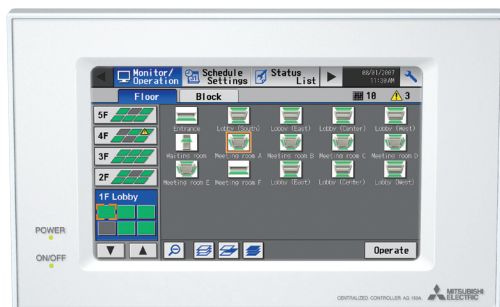 Monitor/ Operation
Schedule Settings
Status List
08/01/2007
11:30AM
Floor
Block
10
3
5F
4F
3F
2F
1F Lobby
Entrance
Lobby (South)
Lobby (East)
Lobby (Center)
Lobby (West)
Waiting room
Meeting room A
Meeting room B
Meeting room C
Meeting room D
Meeting room E
Meeting room F
Lobby (East)
Lobby (Center)
Lobby (West)
Operate
POWER
ON/OFF
CENTRALIZED CONTROLLER AG-150A
MITSUBISHI
ELECTRIC